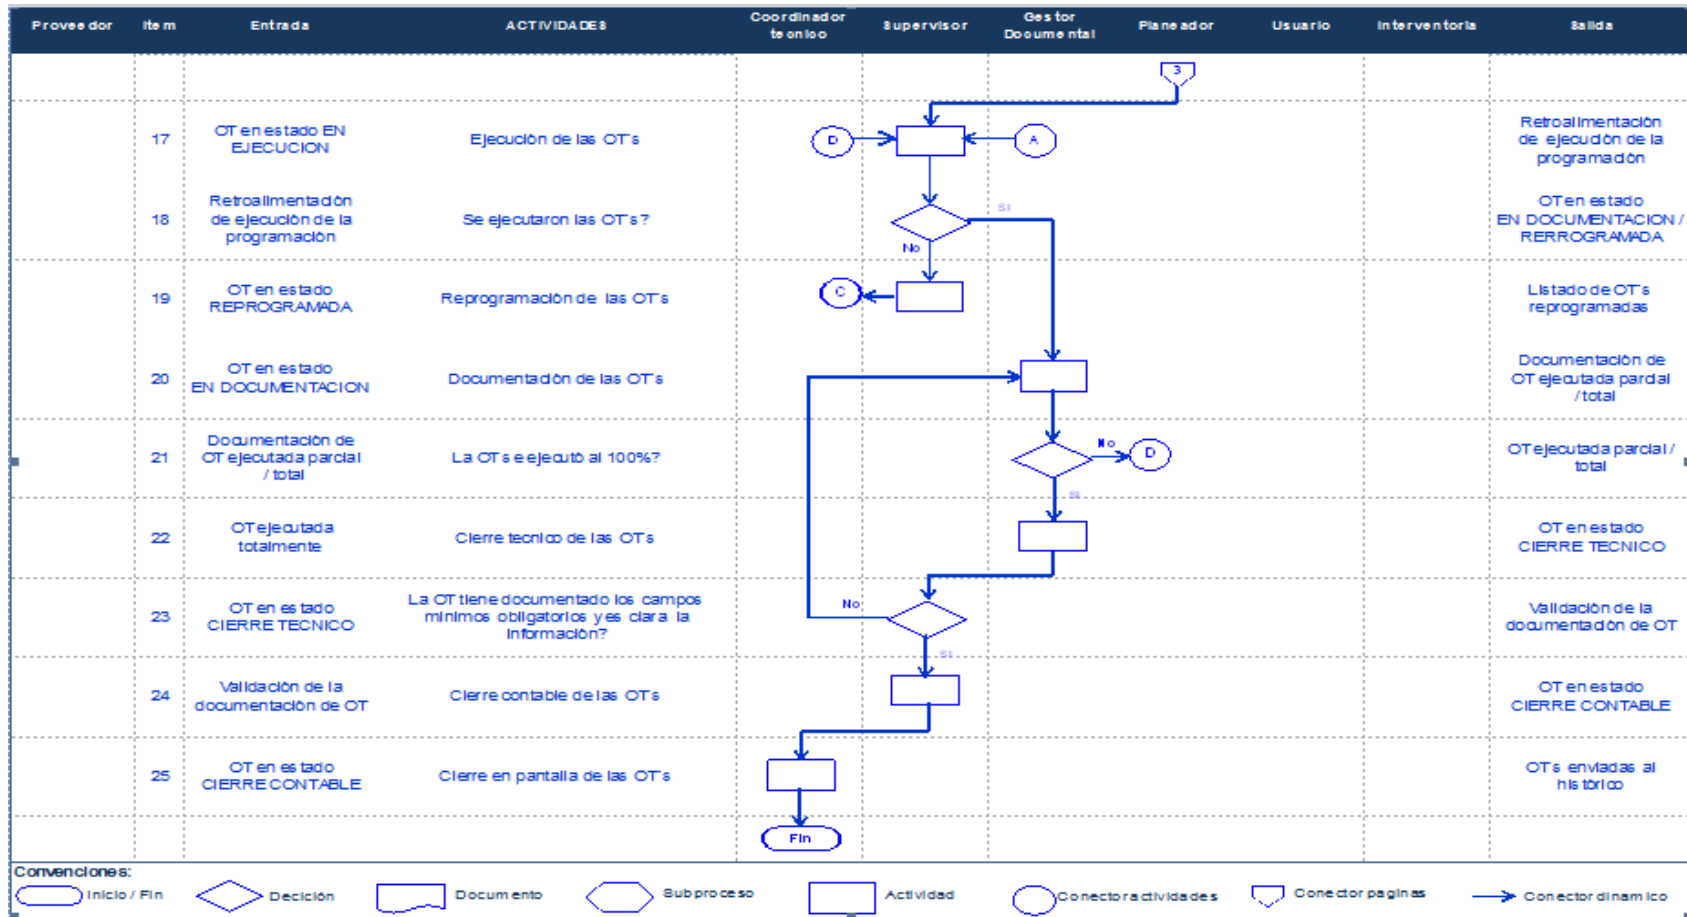 Proveedor Item Entrada ACTIVIDADES Coordinador tecnico Supervisor Gestor Documental Planeador Usuario Interventoria Salida
3
17
OT en estado EN
EJECUCION
Ejecución de las OT's
D
A
Retroalimentación
de ejecución de la
programación
18
Retroalimentación
de ejecución de la
programación
Se ejecutaron las OT's?
SI
No
OT en estado
EN DOCUMENTACION /
RERROGRAMADA
19
OT en estado
REPROGRAMADA
Reprogramación de las OT's
C
Listado de OT's
reprogramadas
20
OT en estado
EN DOCUMENTACION
Documentación de las OT's
Documentación de
OT ejecutada parcial
/ total
21
Documentación de
OT ejecutada parcial
/ total
La OT se ejecutó al 100%?
No
D
SI
OT ejecutada parcial /
total
22
OT ejecutada
totalmente
Cierre tecnico de las OT's
OT en estado
CIERRE TECNICO
23
OT en estado
CIERRE TECNICO
La OT tiene documentado los campos
minimos obligatorios y es clara la
información?
No
SI
Validación de la
documentación de OT
24
Validación de la
documentación de OT
Cierre contable de las OT's
OT en estado
CIERRE CONTABLE
25
OT en estado
CIERRE CONTABLE
Cierre en pantalla de las OT's
OT's enviadas al
histórico
Fin
Convenciones:
Inicio / Fin
Decición
Documento
Subproceso
Actividad
Conector actividades
Conector paginas
Conector dinamico